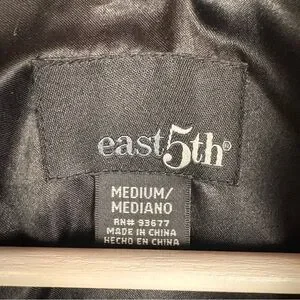 east5th®
MEDIUM/
MEDIANO
RN# 93677
MADE IN CHINA
HECHO EN CHINA